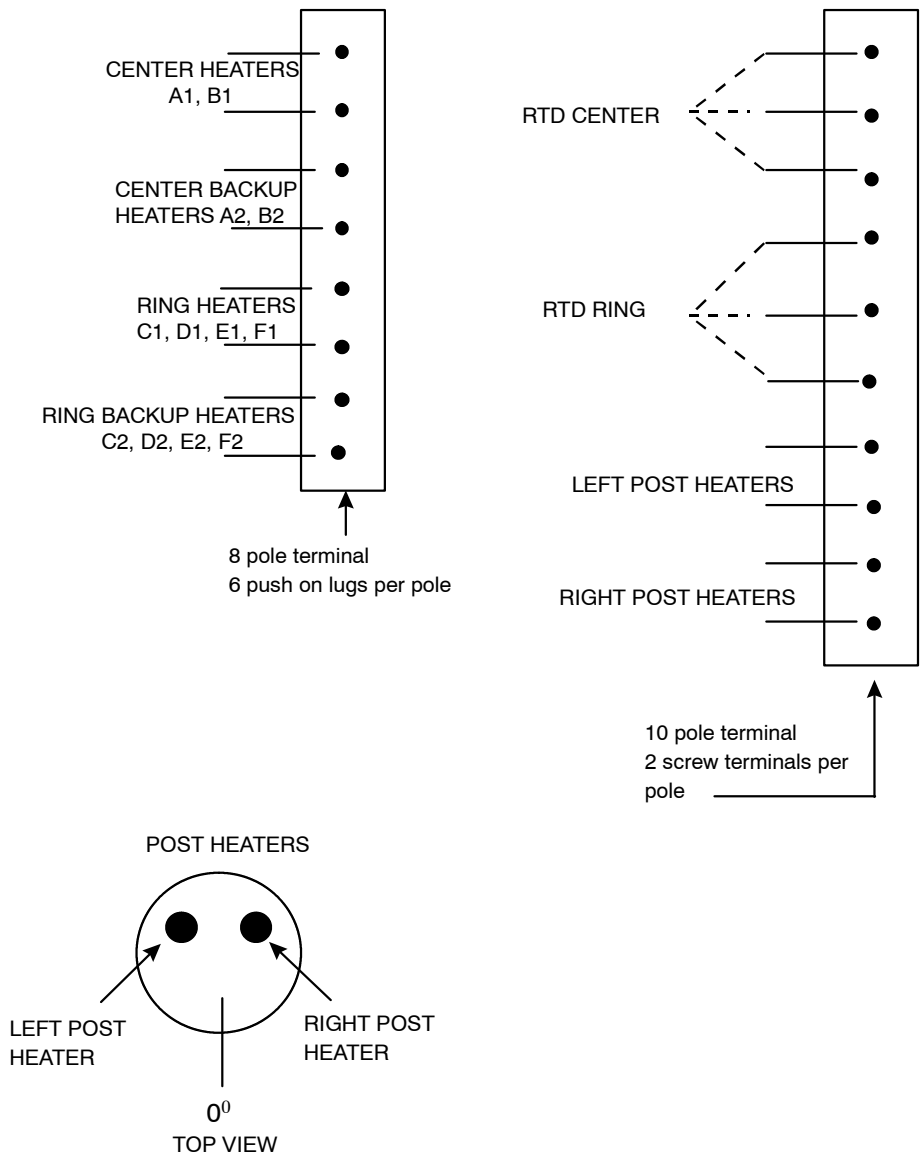 CENTER HEATERS
A1, B1
CENTER BACKUP
HEATERS A2, B2
RING HEATERS
C1, D1, E1, F1
RING BACKUP HEATERS
C2, D2, E2, F2
8 pole terminal
6 push on lugs per pole
RTD CENTER
RTD RING
LEFT POST HEATERS
RIGHT POST HEATERS
10 pole terminal
2 screw terminals per
pole
POST HEATERS
LEFT POST
HEATER
RIGHT POST
HEATER
0⁰
TOP VIEW